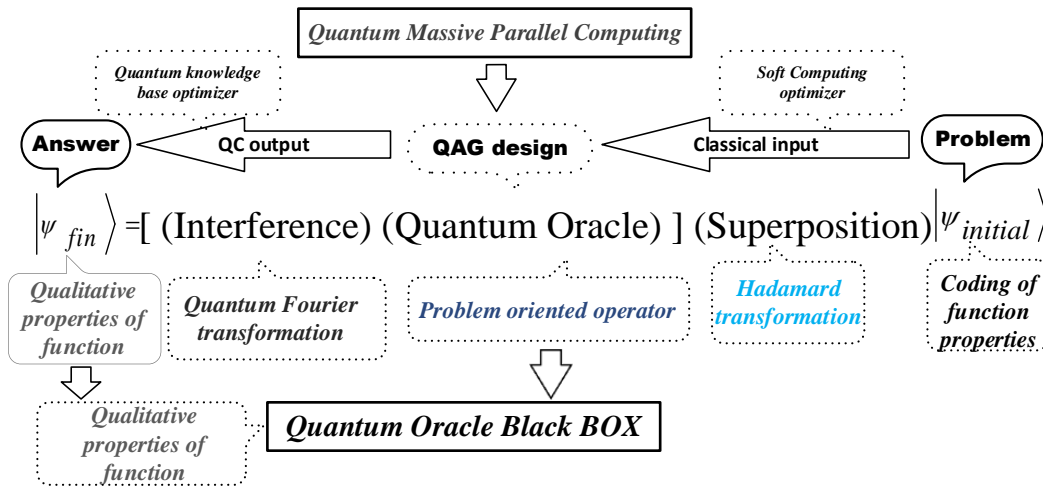 Quantum Massive Parallel Computing
Quantum knowledge
base optimizer
Soft Computing
optimizer
Answer
QC output
QAG design
Classical input
Problem
|ψ fin⟩ =[ (Interference) (Quantum Oracle) ] (Superposition)|ψ initial⟩
Qualitative
properties of
function
Quantum Fourier
transformation
Problem oriented operator
Hadamard
transformation
Coding of
function
properties
Qualitative
properties of
function
Quantum Oracle Black BOX